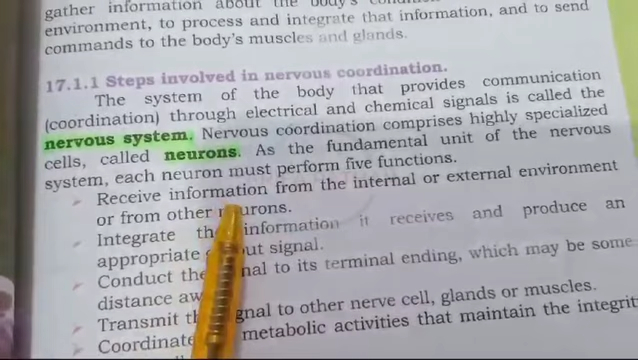 gather information about the body's
environment, to process and integrate that information, and to send
commands to the body's muscles and glands.
17.1.1 Steps involved in nervous coordination.
The system of the body that provides communication
(coordination) through electrical and chemical signals is called the
nervous system. Nervous coordination comprises highly specialized
cells, called neurons. As the fundamental unit of the nervous
system, each neuron must perform five functions.
➢ Receive information from the internal or external environment
or from other neurons.
➢ Integrate the information it receives and produce an
appropriate signal.
➢ Conduct the signal to its terminal ending, which may be some
distance
➢ Transmit signal to other nerve cell, glands or muscles.
➢ Coordinate metabolic activities that maintain the